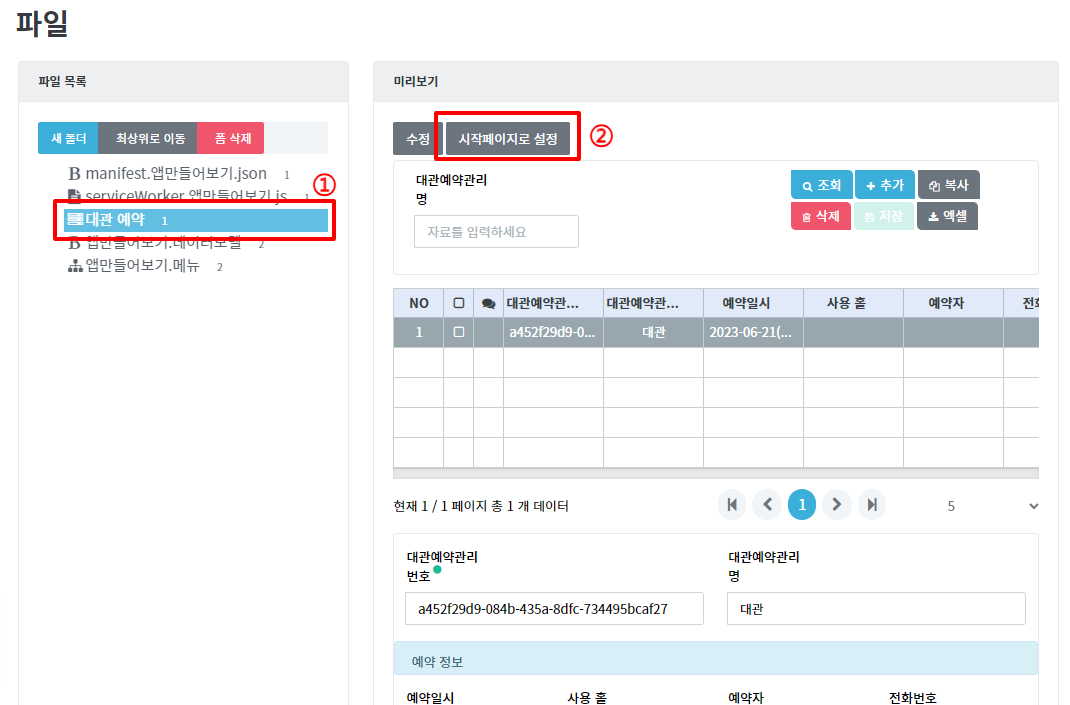 파일
파일 목록
새 폴더 최상위로 이동 폼 삭제
manifest.앱만들어보기.json 1
serviceWorker.앱만들어보기.js 1
①
대관 예약 1
앱만들어보기.데이터모델 2
앱만들어보기.메뉴 2
미리보기
수정 시작페이지로 설정 ②
대관예약관리
명
자료를 입력하세요
조회 추가 복사
삭제 저장 엑셀
NO 대관예약관... 대관예약관... 예약일시 사용 홀 예약자
1 a452f29d9-0... 대관 2023-06-21(...
현재 1 / 1 페이지 총 1 개 데이터 1 5
대관예약관리
번호
대관예약관리
명
a452f29d9-084b-435a-8dfc-734495bcaf27 대관
예약 정보
예약일시 사용 홀 예약자 전화번호